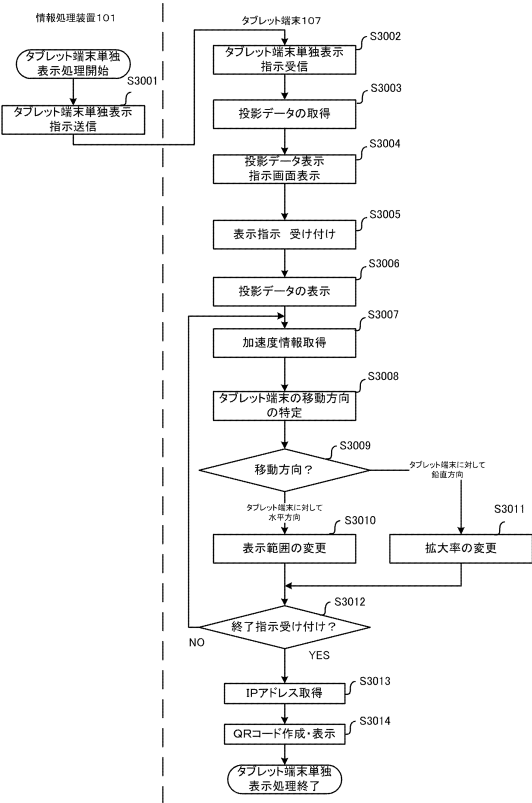 情報処理装置101
タブレット端末107
タブレット端末単独
表示処理開始
S3001
タブレット端末単独表示
指示送信
S3002
タブレット端末単独表示
指示受信
S3003
投影データの取得
S3004
投影データ表示
指示画面表示
S3005
表示指示 受け付け
S3006
投影データの表示
S3007
加速度情報取得
S3008
タブレット端末の移動方向
の特定
S3009
移動方向？
タブレット端末に対して
鉛直方向
タブレット端末に対して
水平方向
S3010
表示範囲の変更
S3011
拡大率の変更
S3012
終了指示受け付け？
NO
YES
S3013
IPアドレス取得
S3014
QRコード作成・表示
タブレット端末単独
表示処理終了